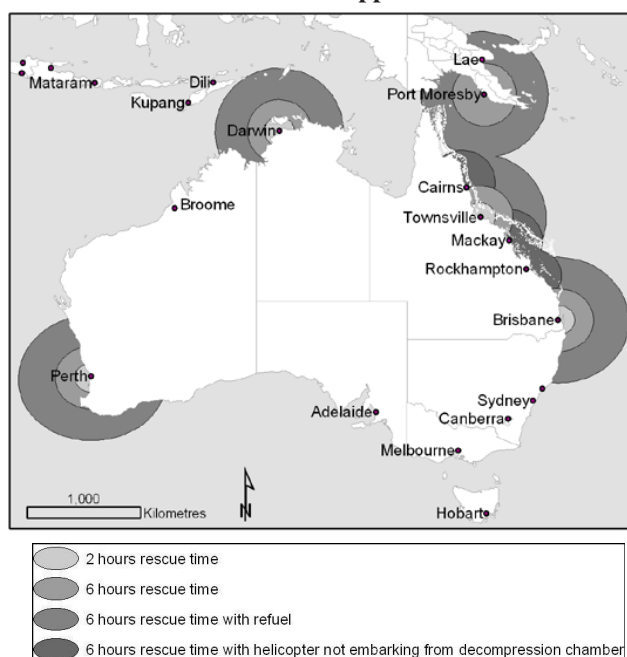 Lae
Mataram
Dili
Kupang
Port Moresby
Darwin
Cairns
Broome
Townsville
Mackay
Rockhampton
Brisbane
Perth
Adelaide
Sydney
Canberra
Melbourne
1,000
Kilometres
N
Hobart
2 hours rescue time
6 hours rescue time
6 hours rescue time with refuel
6 hours rescue time with helicopter not embarking from decompression chamber